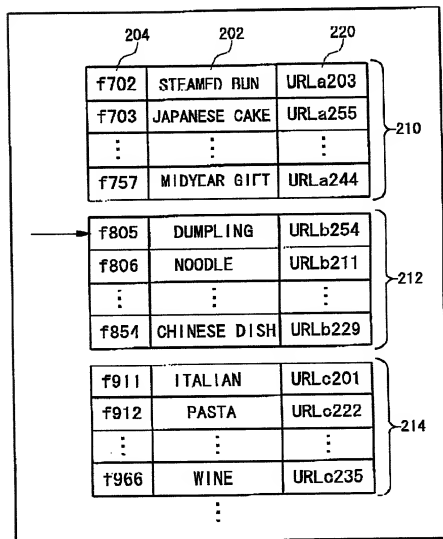 204 202 220
f702 STEAMED BUN URLa203
f703 JAPANESE CAKE URLa255
⋮ ⋮ ⋮
f757 MIDYEAR GIFT URLa244
210
f805 DUMPLING URLb254
f806 NOODLE URLb211
⋮ ⋮ ⋮
f854 CHINESE DISH URLb229
212
f911 ITALIAN URLc201
f912 PASTA URLc222
⋮ ⋮ ⋮
f966 WINE URLc235
214
⋮